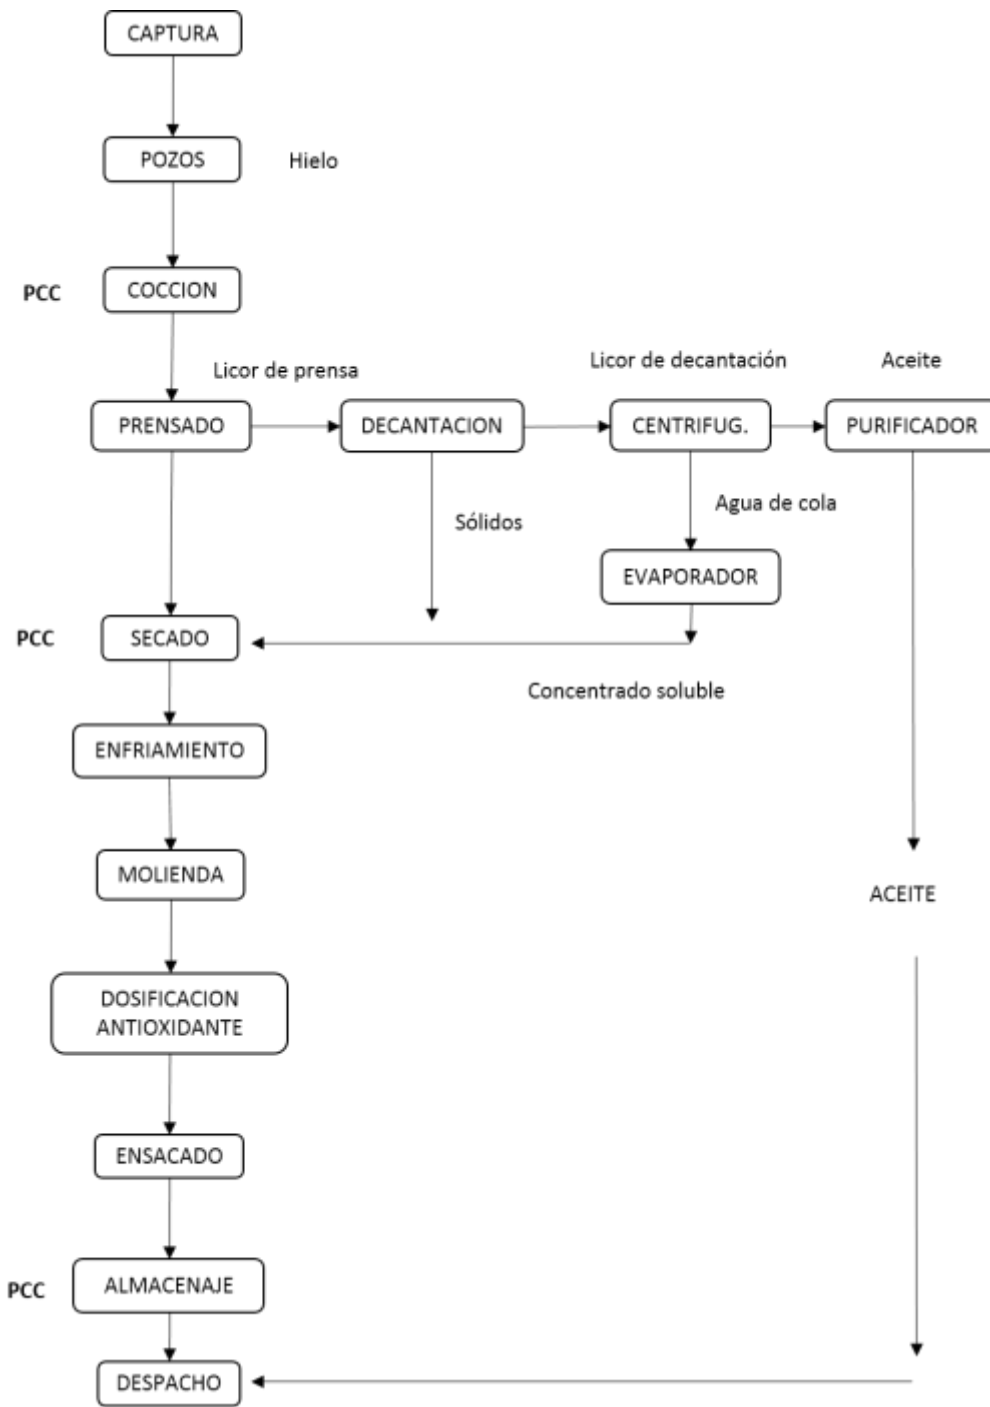 CAPTURA
POZOS
Hielo
PCC
COCCION
Licor de prensa
Licor de decantación
Aceite
PRENSADO
DECANTACION
CENTRIFUG.
PURIFICADOR
Sólidos
Agua de cola
EVAPORADOR
PCC
SECADO
Concentrado soluble
ENFRIAMIENTO
MOLIENDA
ACEITE
DOSIFICACION
ANTIOXIDANTE
ENSACADO
PCC
ALMACENAJE
DESPACHO